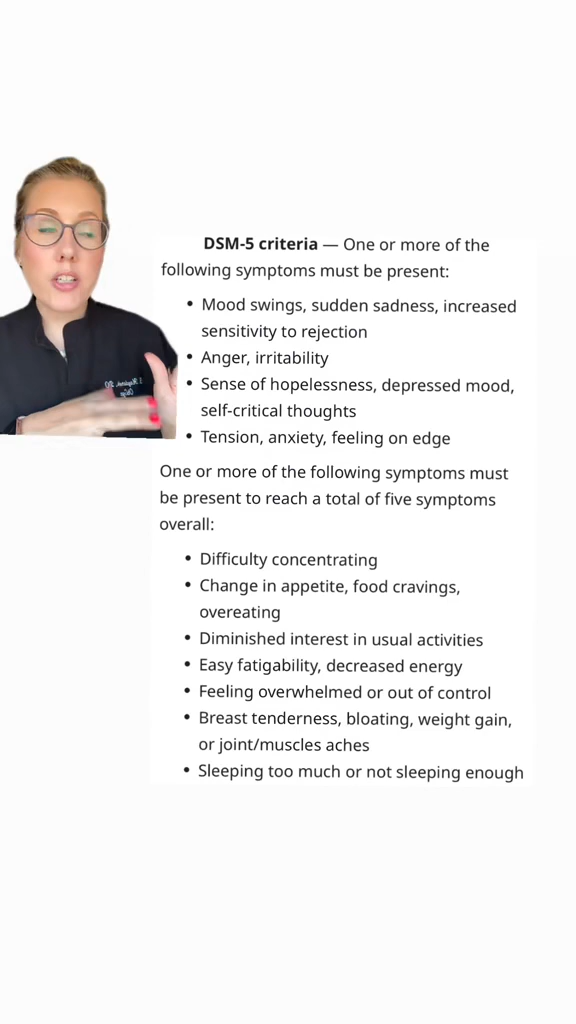 DSM-5 criteria — One or more of the
following symptoms must be present:
• Mood swings, sudden sadness, increased
sensitivity to rejection
• Anger, irritability
• Sense of hopelessness, depressed mood,
self-critical thoughts
• Tension, anxiety, feeling on edge
One or more of the following symptoms must
be present to reach a total of five symptoms
overall:
• Difficulty concentrating
• Change in appetite, food cravings,
overeating
• Diminished interest in usual activities
• Easy fatigability, decreased energy
• Feeling overwhelmed or out of control
• Breast tenderness, bloating, weight gain,
or joint/muscles aches
• Sleeping too much or not sleeping enough